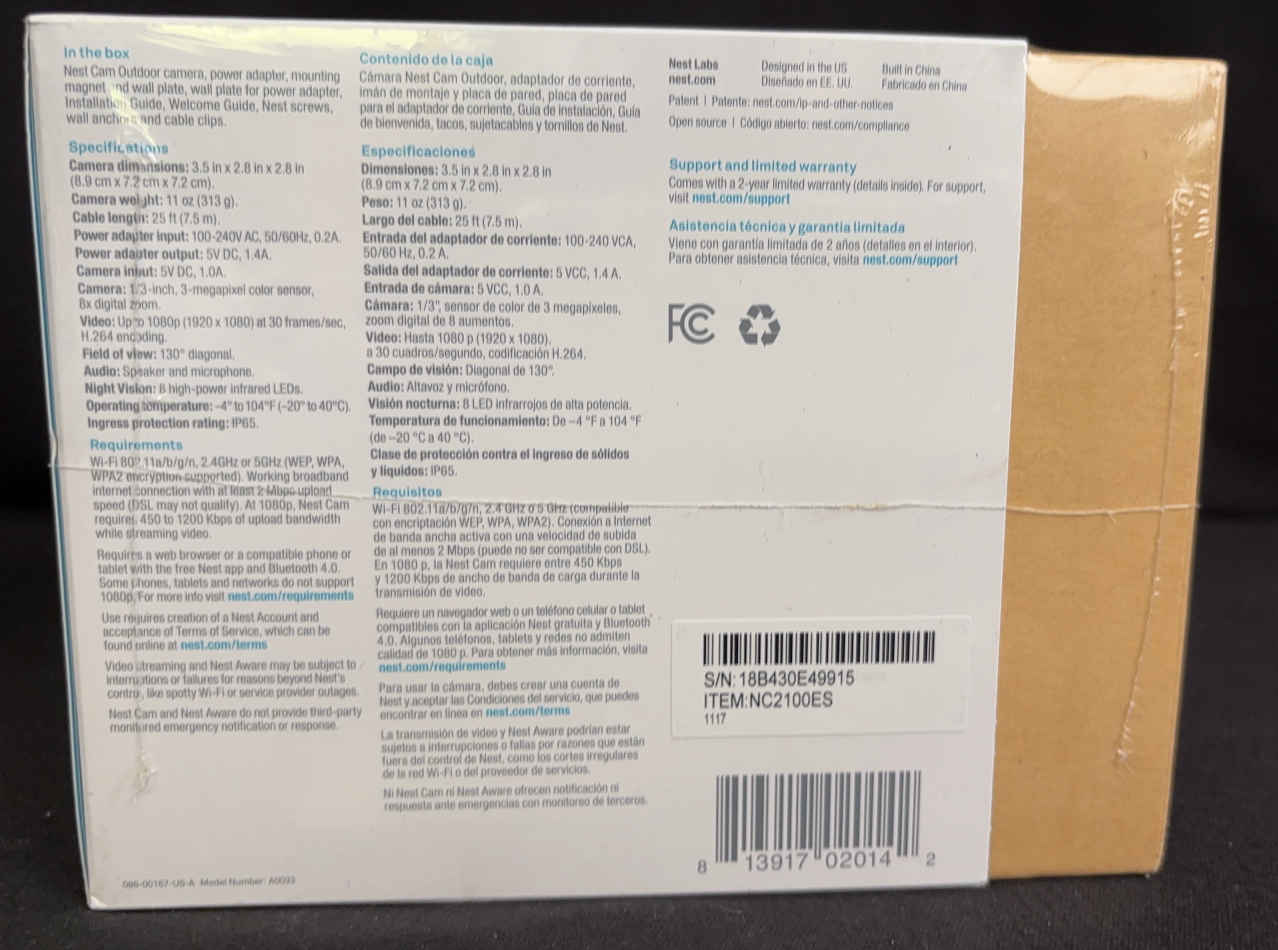 In the box
Nest Cam Outdoor camera, power adapter, mounting
magnet and wall plate, wall plate for power adapter,
Installation Guide, Welcome Guide, Nest screws,
wall anchors and cable clips.
Specifications
Camera dimensions: 3.5 in x 2.8 in x 2.8 in
(8.9 cm x 7.2 cm x 7.2 cm).
Camera weight: 11 oz (313 g).
Cable length: 25 ft (7.5 m).
Power adapter input: 100-240V AC, 50/60Hz, 0.2A.
Power adapter output: 5V DC, 1.4A.
Camera input: 5V DC, 1.0A.
Camera: 1/3-inch, 3-megapixel color sensor,
8x digital zoom.
Video: Up to 1080p (1920 x 1080) at 30 frames/sec,
H.264 encoding.
Field of view: 130° diagonal.
Audio: Speaker and microphone.
Night Vision: 8 high-power infrared LEDs.
Operating temperature: –4° to 104°F (–20° to 40°C).
Ingress protection rating: IP65.
Requirements
Wi-Fi 802.11a/b/g/n, 2.4GHz or 5GHz (WEP, WPA,
WPA2 encryption supported). Working broadband
internet connection with at least 2 Mbps upload
speed (DSL may not qualify). At 1080p, Nest Cam
requires 450 to 1200 Kbps of upload bandwidth
while streaming video.
Requires a web browser or a compatible phone or
tablet with the free Nest app and Bluetooth 4.0.
Some phones, tablets and networks do not support
1080p. For more info visit nest.com/requirements
Use requires creation of a Nest Account and
acceptance of Terms of Service, which can be
found online at nest.com/terms
Video streaming and Nest Aware may be subject to
interruptions or failures for reasons beyond Nest's
control, like spotty Wi-Fi or service provider outages.
Nest Cam and Nest Aware do not provide third-party
monitored emergency notification or response.
086-00167-US-A Model Number: A0033
Contenido de la caja
Cámara Nest Cam Outdoor, adaptador de corriente,
imán de montaje y placa de pared, placa de pared
para el adaptador de corriente, Guía de instalación, Guía
de bienvenida, tacos, sujetacables y tornillos de Nest.
Especificaciones
Dimensiones: 3.5 in x 2.8 in x 2.8 in
(8.9 cm x 7.2 cm x 7.2 cm).
Peso: 11 oz (313 g).
Largo del cable: 25 ft (7.5 m).
Entrada del adaptador de corriente: 100-240 VCA,
50/60 Hz, 0.2 A.
Salida del adaptador de corriente: 5 VCC, 1.4 A.
Entrada de cámara: 5 VCC, 1.0 A.
Cámara: 1/3", sensor de color de 3 megapíxeles,
zoom digital de 8 aumentos.
Video: Hasta 1080 p (1920 x 1080).
a 30 cuadros/segundo, codificación H.264.
Campo de visión: Diagonal de 130°.
Audio: Altavoz y micrófono.
Visión nocturna: 8 LED infrarrojos de alta potencia.
Temperatura de funcionamiento: De –4 °F a 104 °F
(de –20 °C a 40 °C).
Clase de protección contra el ingreso de sólidos
y líquidos: IP65.
Requisitos
Wi-Fi 802.11a/b/g/n, 2.4 GHz o 5 GHz (compatible
con encriptación WEP, WPA, WPA2). Conexión a Internet
de banda ancha activa con una velocidad de subida
de al menos 2 Mbps (puede no ser compatible con DSL).
En 1080 p, la Nest Cam requiere entre 450 Kbps
y 1200 Kbps de ancho de banda de carga durante la
transmisión de video.
Requiere un navegador web o un teléfono celular o tablet
compatibles con la aplicación Nest gratuita y Bluetooth
4.0. Algunos teléfonos, tablets y redes no admiten
calidad de 1080 p. Para obtener más información, visita
nest.com/requirements
Para usar la cámara, debes crear una cuenta de
Nest y aceptar las Condiciones del servicio, que puedes
encontrar en línea en nest.com/terms
La transmisión de video y Nest Aware podrían estar
sujetos a interrupciones o fallas por razones que están
fuera del control de Nest, como los cortes irregulares
de la red Wi-Fi o del proveedor de servicios.
Ni Nest Cam ni Nest Aware ofrecen notificación ni
respuesta ante emergencias con monitoreo de terceros.
Nest Labs Designed in the US Built in China
nest.com Diseñado en EE. UU. Fabricado en China
Patent | Patente: nest.com/ip-and-other-notices
Open source | Código abierto: nest.com/compliance
Support and limited warranty
Comes with a 2-year limited warranty (details inside). For support,
visit nest.com/support
Asistencia técnica y garantía limitada
Viene con garantía limitada de 2 años (detalles en el interior).
Para obtener asistencia técnica, visita nest.com/support
FC
S/N: 18B430E49915
ITEM:NC2100ES
1117
8 13917 02014 2